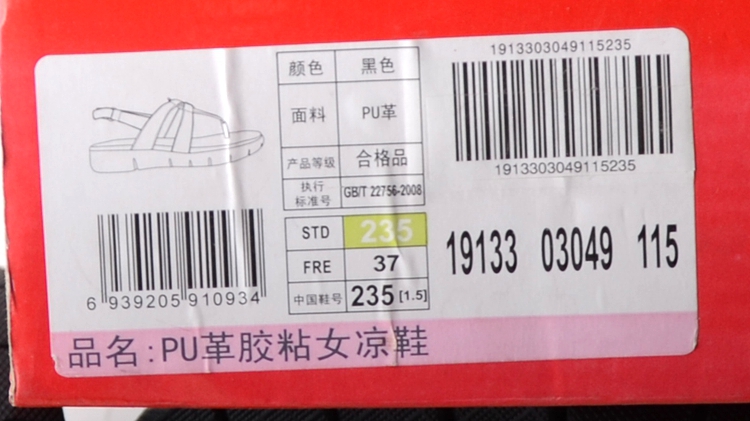 颜色 黑色
面料 PU革
产品等级 合格品
执行标准号 GB/T 22756-2008
STD 235
FRE 37
中国鞋号 235 [1.5]
6 939205 910934
1913303049115235
1913303049115235
19133 03049 115
品名:PU革胶粘女凉鞋